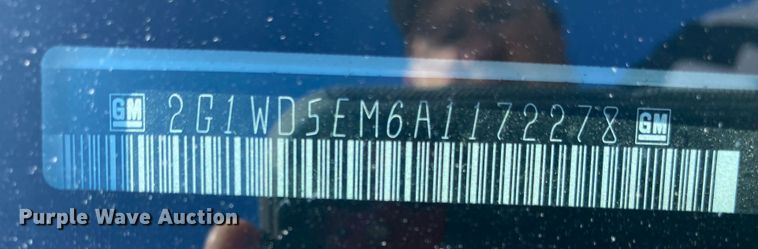 GM 2G1WD5EM6A1172278 GM
Purple Wave Auction